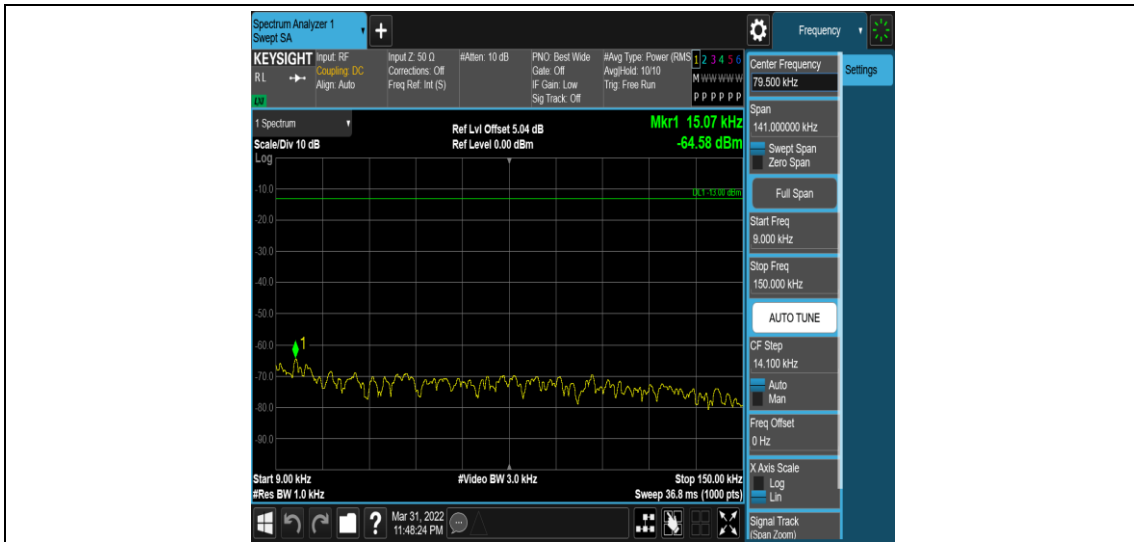 Spectrum Analyzer 1
Swept SA
Frequency
KEYSIGHT
RL
LXI
Input: RF
Coupling: DC
Align: Auto
Input Z: 50 Ω
Corrections: Off
Freq Ref: Int (S)
#Atten: 10 dB
PNO: Best Wide
Gate: Off
IF Gain: Low
Sig Track: Off
#Avg Type: Power (RMS
Avg|Hold: 10/10
Trig: Free Run
1 2 3 4 5 6
M W W W W W
P P P P P P
1 Spectrum
Scale/Div 10 dB
Log
Ref Lvl Offset 5.04 dB
Ref Level 0.00 dBm
Mkr1 15.07 kHz
-64.58 dBm
DL1 -13.00 dBm
-10.0
-20.0
-30.0
-40.0
-50.0
-60.0
1
-70.0
-80.0
-90.0
Start 9.00 kHz
#Res BW 1.0 kHz
#Video BW 3.0 kHz
Stop 150.00 kHz
Sweep 36.8 ms (1000 pts)
?
Mar 31, 2022
11:48:24 PM
Center Frequency
79.500 kHz
Settings
Span
141.000000 kHz
Swept Span
Zero Span
Full Span
Start Freq
9.000 kHz
Stop Freq
150.000 kHz
AUTO TUNE
CF Step
14.100 kHz
Auto
Man
Freq Offset
0 Hz
X Axis Scale
Log
Lin
Signal Track
(Span Zoom)